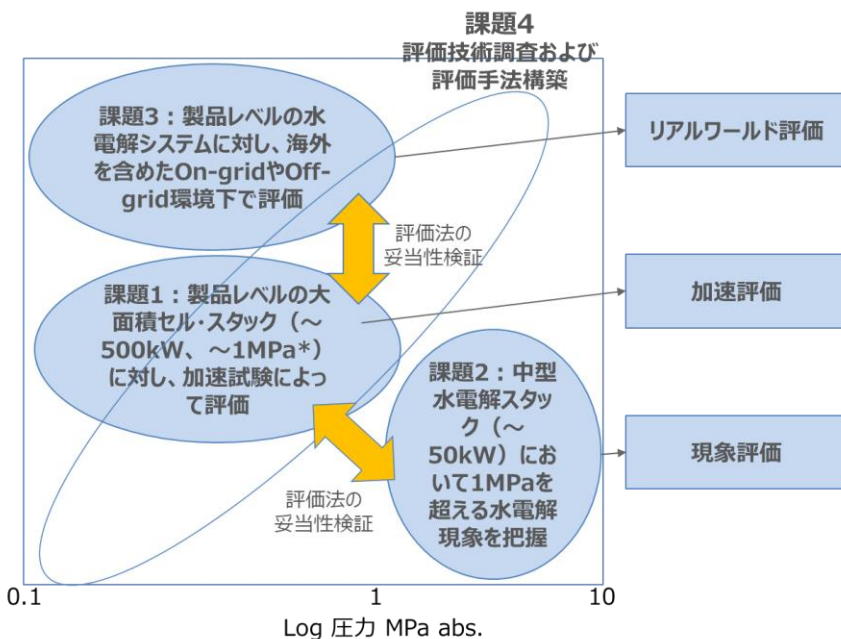 課題4
評価技術調査および
評価手法構築
課題3：製品レベルの水
電解システムに対し、海外
を含めたOn-gridやOff-
grid環境下で評価
リアルワールド評価
評価法の
妥当性検証
課題1：製品レベルの大
面積セル・スタック（～
500kW、～1MPa*）
に対し、加速試験によっ
て評価
加速評価
課題2：中型
水電解スタッ
ク（～
50kW）にお
いて1MPaを
超える水電解
現象を把握
現象評価
評価法の
妥当性検証
0.1
1
10
Log 圧力 MPa abs.